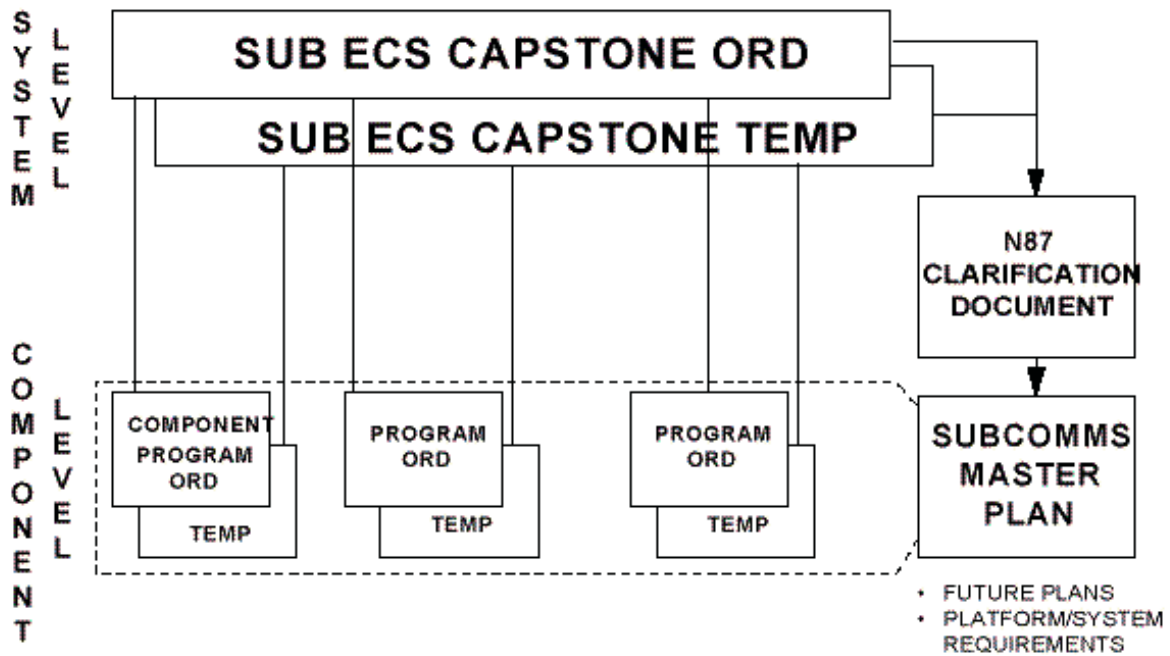 SYSTEM
LEVEL
SUB ECS CAPSTONE ORD
SUB ECS CAPSTONE TEMP
N87
CLARIFICATION
DOCUMENT
COMPONENT
LEVEL
COMPONENT
PROGRAM
ORD
TEMP
PROGRAM
ORD
TEMP
PROGRAM
ORD
TEMP
SUBCOMMS
MASTER
PLAN
• FUTURE PLANS
• PLATFORM/SYSTEM
REQUIREMENTS